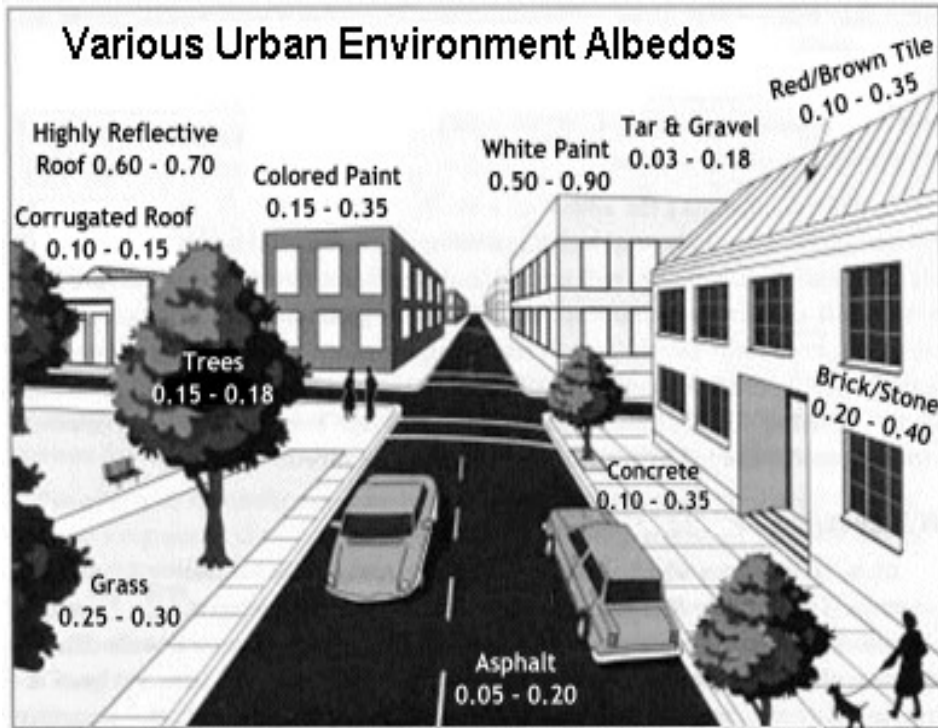 Various Urban Environment Albedos
Highly Reflective
Roof 0.60 - 0.70
Corrugated Roof
0.10 - 0.15
Colored Paint
0.15 - 0.35
White Paint
0.50 - 0.90
Tar & Gravel
0.03 - 0.18
Red/Brown Tile
0.10 - 0.35
Trees
0.15 - 0.18
Brick/Stone
0.20 - 0.40
Concrete
0.10 - 0.35
Grass
0.25 - 0.30
Asphalt
0.05 - 0.20